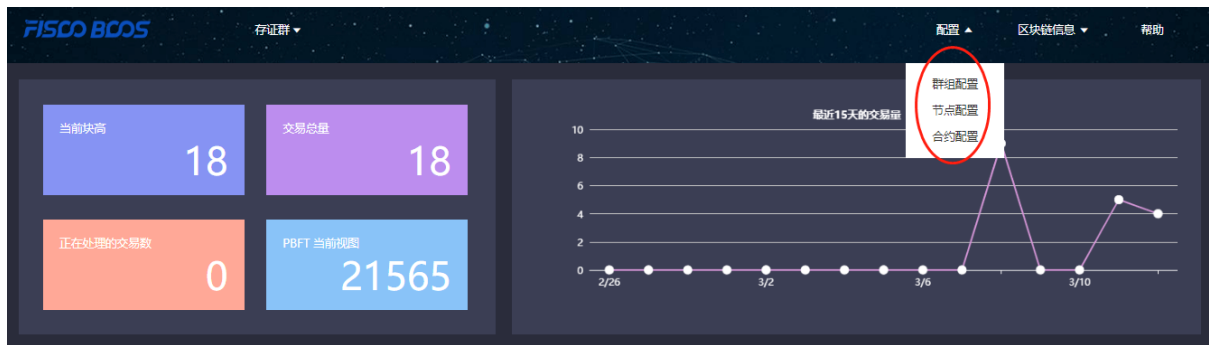 FISCO BCOS
存证群
配置
区块链信息
帮助
群组配置
节点配置
合约配置
当前块高
18
交易总量
18
正在处理的交易数
0
PBFT 当前视图
21565
最近15天的交易量
10
8
6
4
2
0
2/26
3/2
3/6
3/10